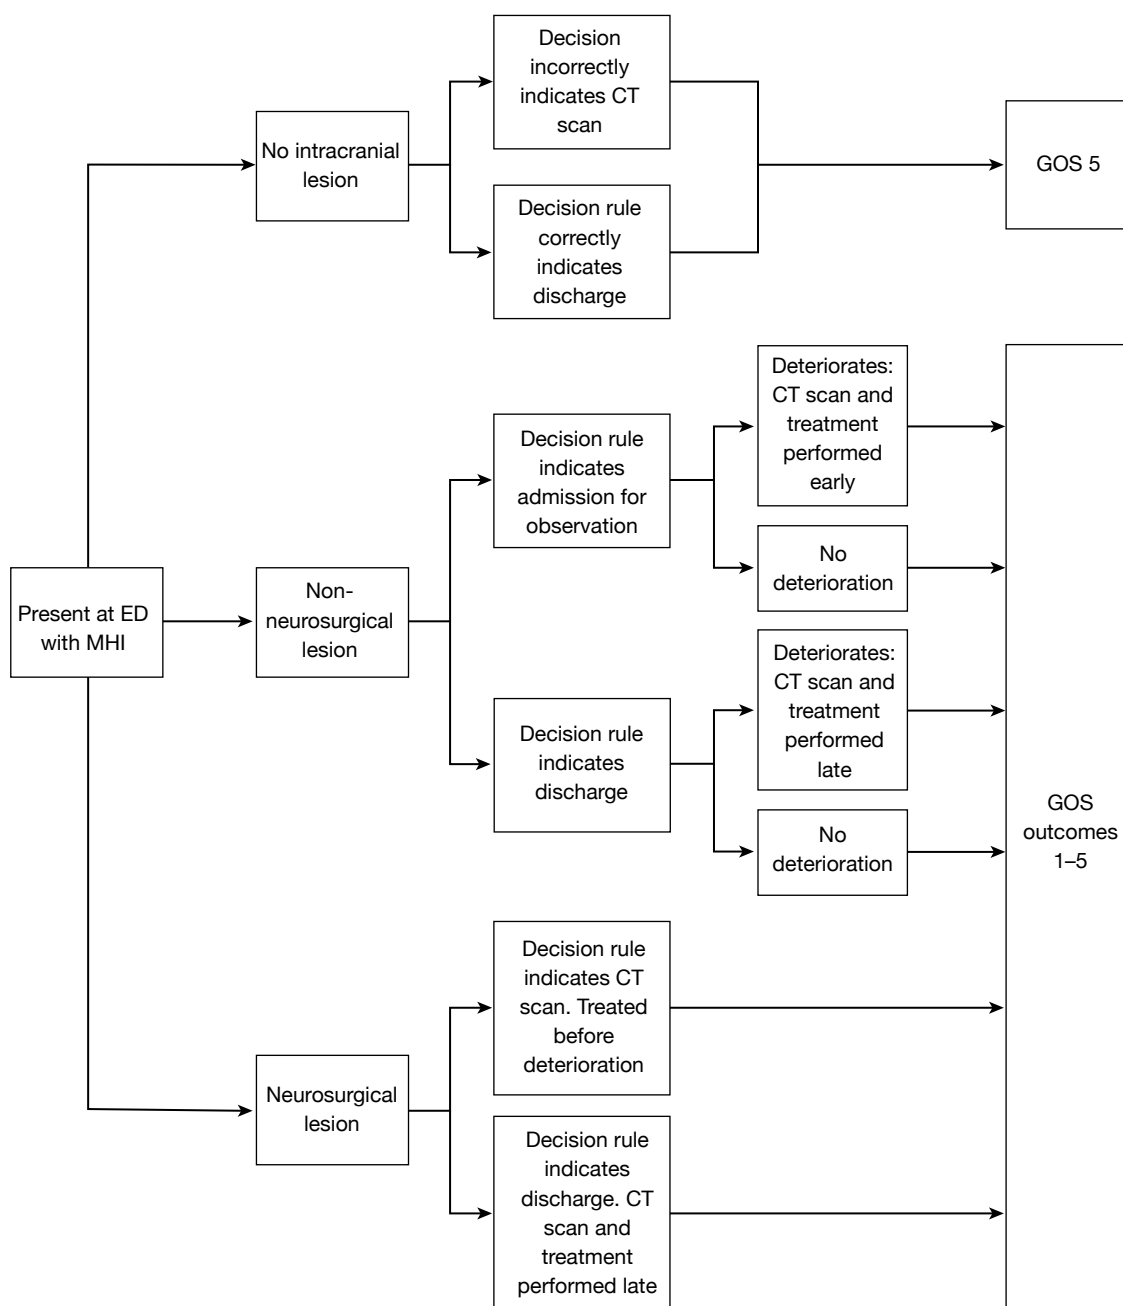 Decision
incorrectly
indicates CT
scan
No intracranial
lesion
GOS 5
Decision rule
correctly
indicates
discharge
Deteriorates:
CT scan and
treatment
performed
early
Decision rule
indicates
admission for
observation
No
deterioration
Present at ED
with MHI
Non-
neurosurgical
lesion
Deteriorates:
CT scan and
treatment
performed
late
Decision rule
indicates
discharge
No
deterioration
GOS
outcomes
1–5
Decision rule
indicates CT
scan. Treated
before
deterioration
Neurosurgical
lesion
Decision rule
indicates
discharge. CT
scan and
treatment
performed late